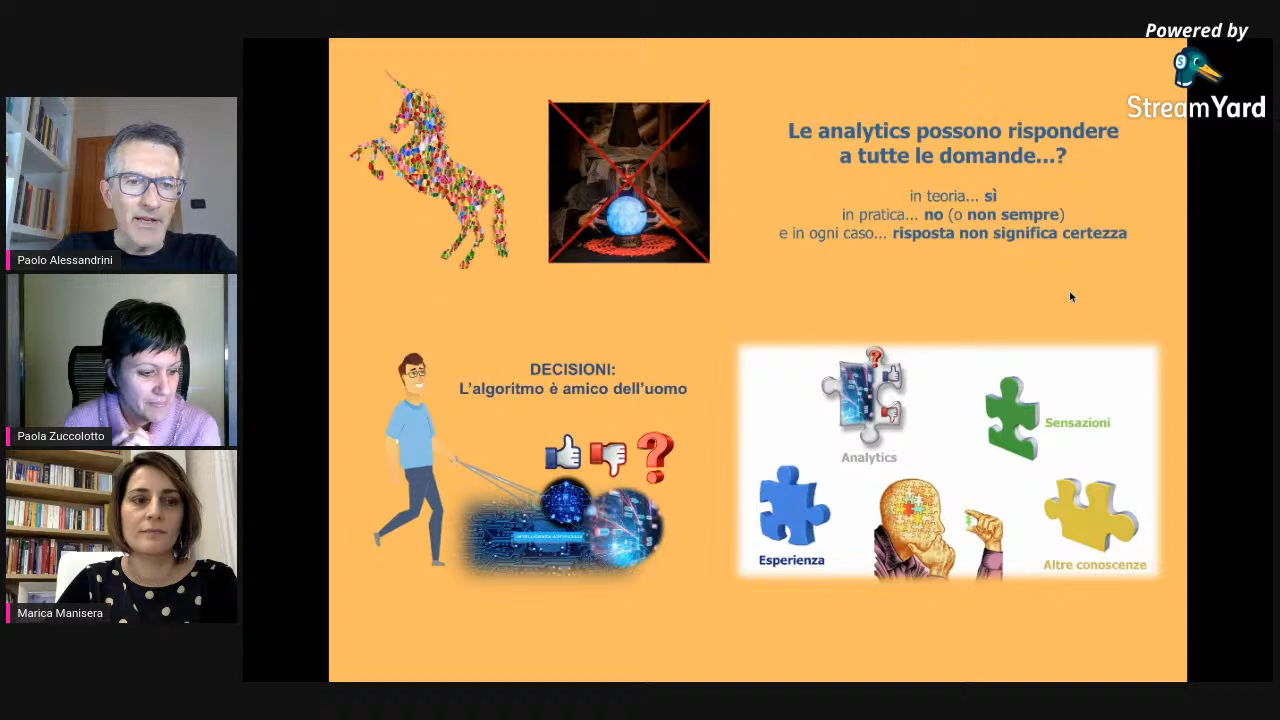 Powered by
StreamYard
Paolo Alessandrini
Paola Zuccolotto
Marica Manisera
Le analytics possono rispondere
a tutte le domande...?
in teoria... sì
in pratica... no (o non sempre)
e in ogni caso... risposta non significa certezza
DECISIONI:
L'algoritmo è amico dell'uomo
?
?
Analytics
Sensazioni
Esperienza
Altre conoscenze